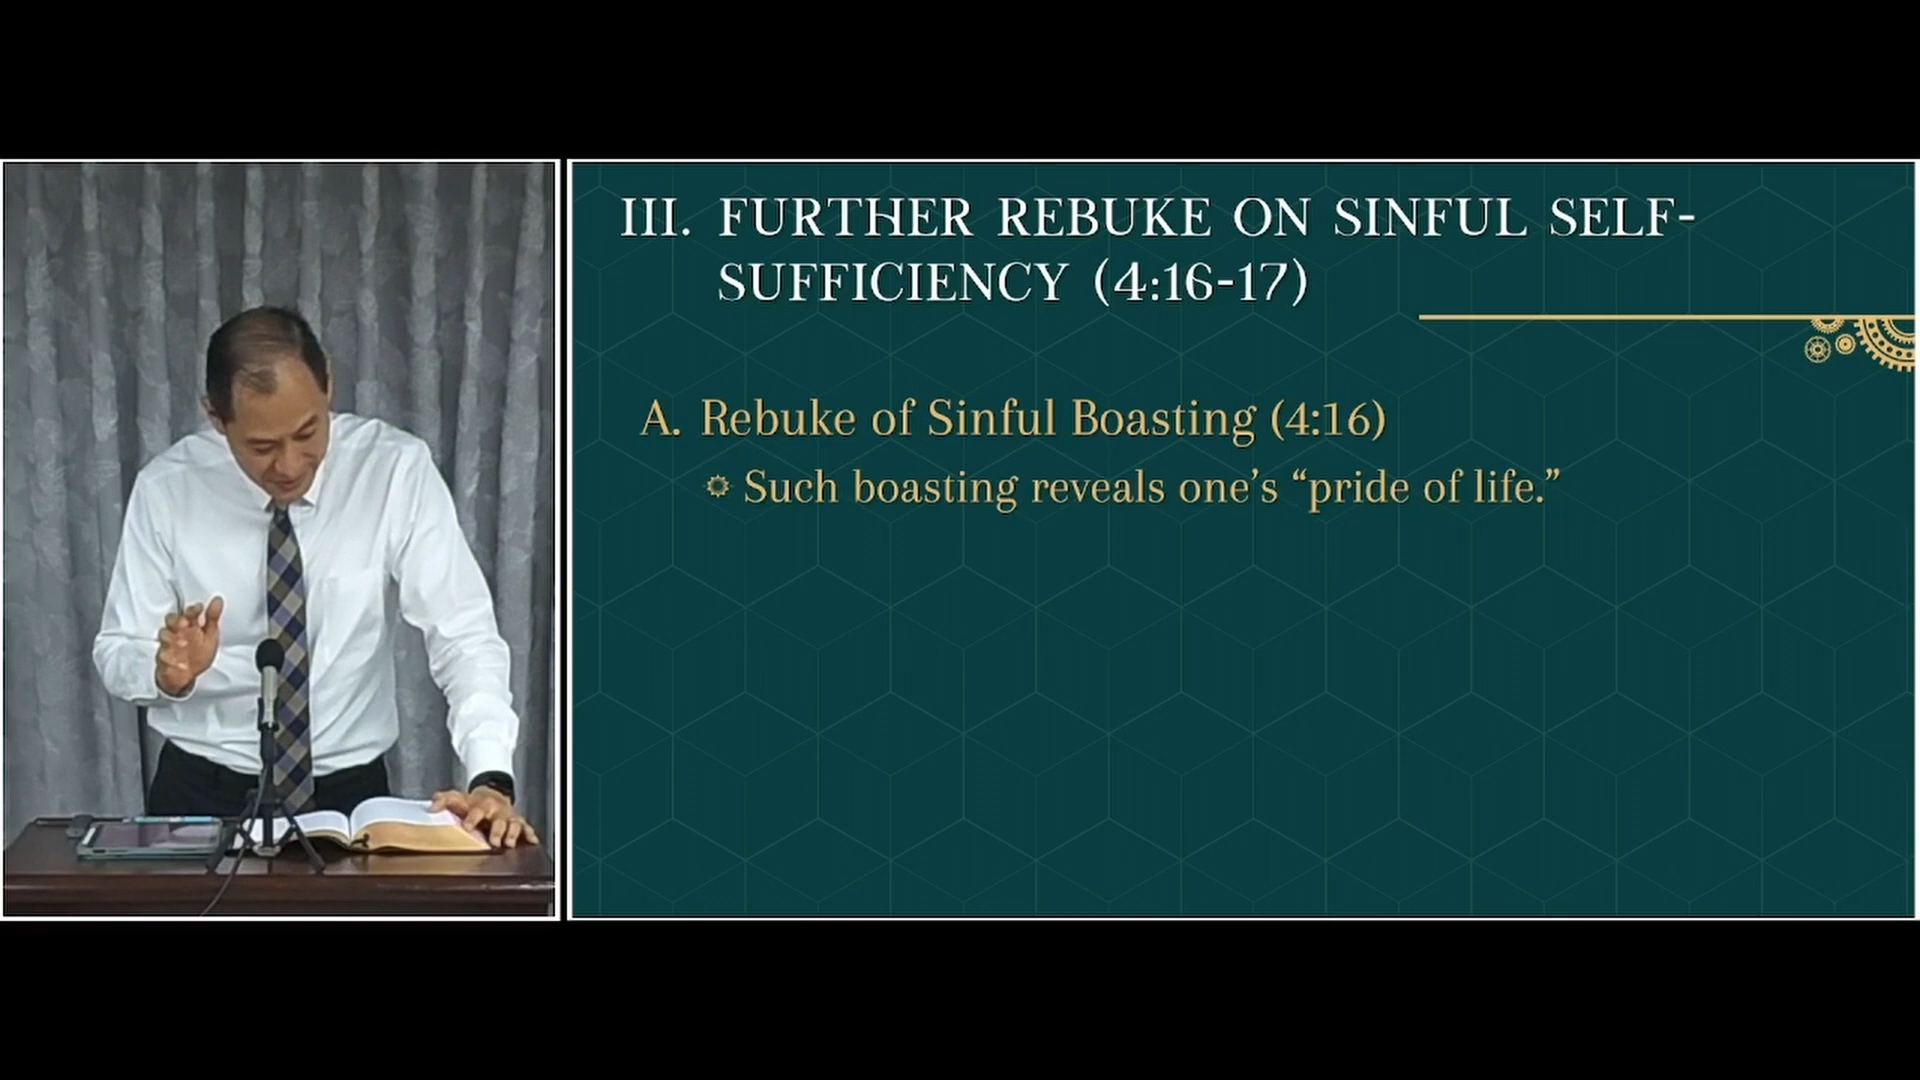 III. FURTHER REBUKE ON SINFUL SELF-
SUFFICIENCY (4:16-17)
A. Rebuke of Sinful Boasting (4:16)
Such boasting reveals one’s “pride of life.”